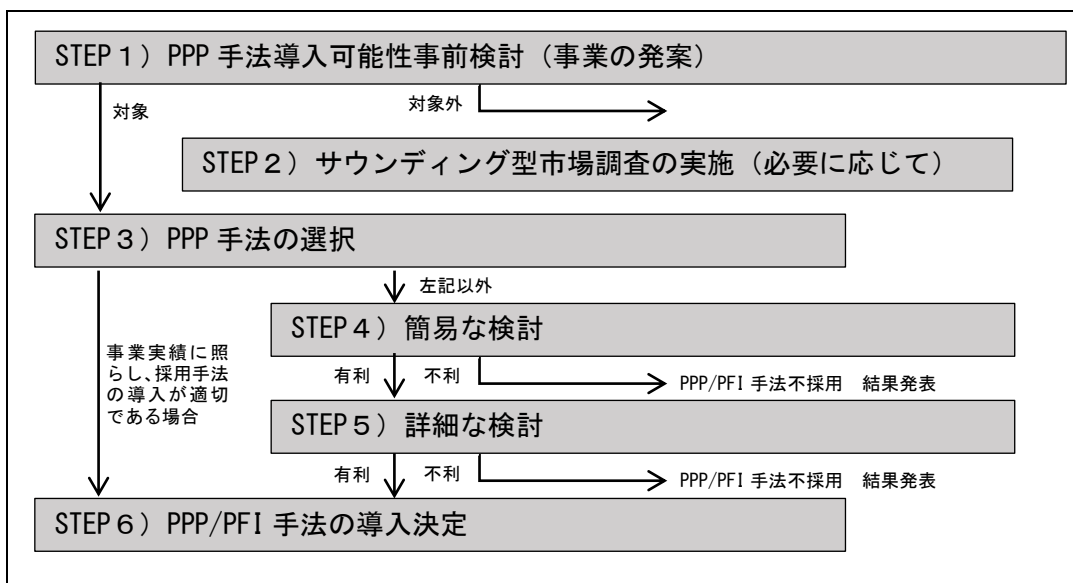 STEP１）PPP 手法導入可能性事前検討（事業の発案）
対象
対象外
STEP２）サウンディング型市場調査の実施（必要に応じて）
STEP３）PPP 手法の選択
左記以外
STEP４）簡易な検討
事業実績に照
らし、採用手法
の導入が適切
である場合
有利
不利
PPP/PFI 手法不採用　結果発表
STEP５）詳細な検討
有利
不利
PPP/PFI 手法不採用　結果発表
STEP６）PPP/PFI 手法の導入決定